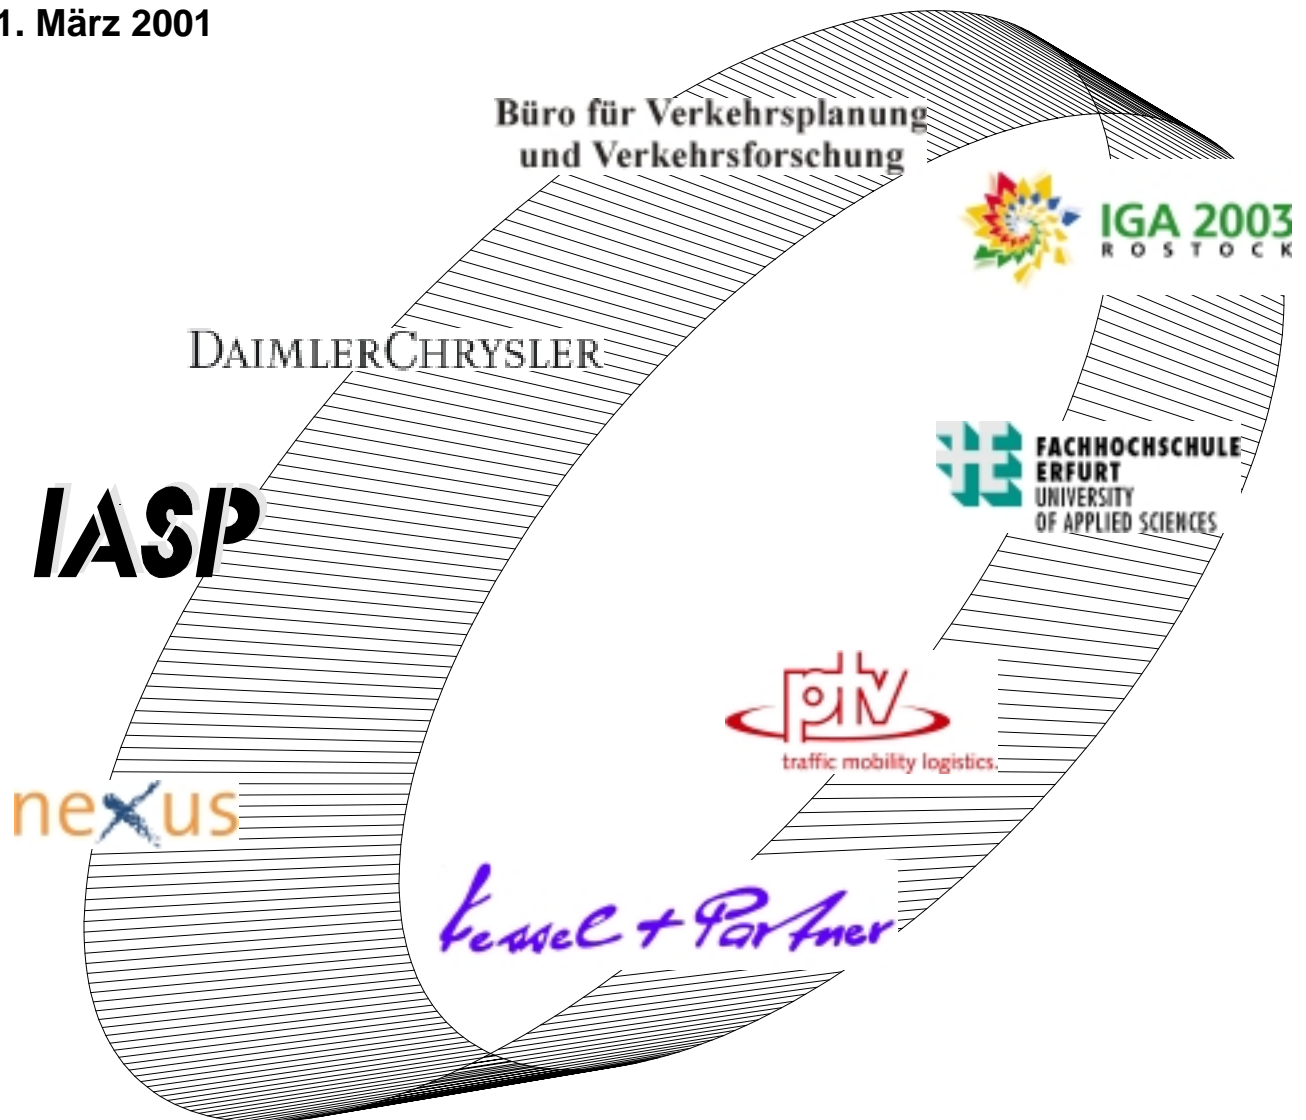 1. März 2001
Büro für Verkehrsplanung
und Verkehrsforschung
IGA 2003
ROSTOCK
DAIMLERCHRYSLER
FACHHOCHSCHULE
ERFURT
UNIVERSITY
OF APPLIED SCIENCES
IASP
ptv
traffic mobility logistics.
nexus
kessel + Partner